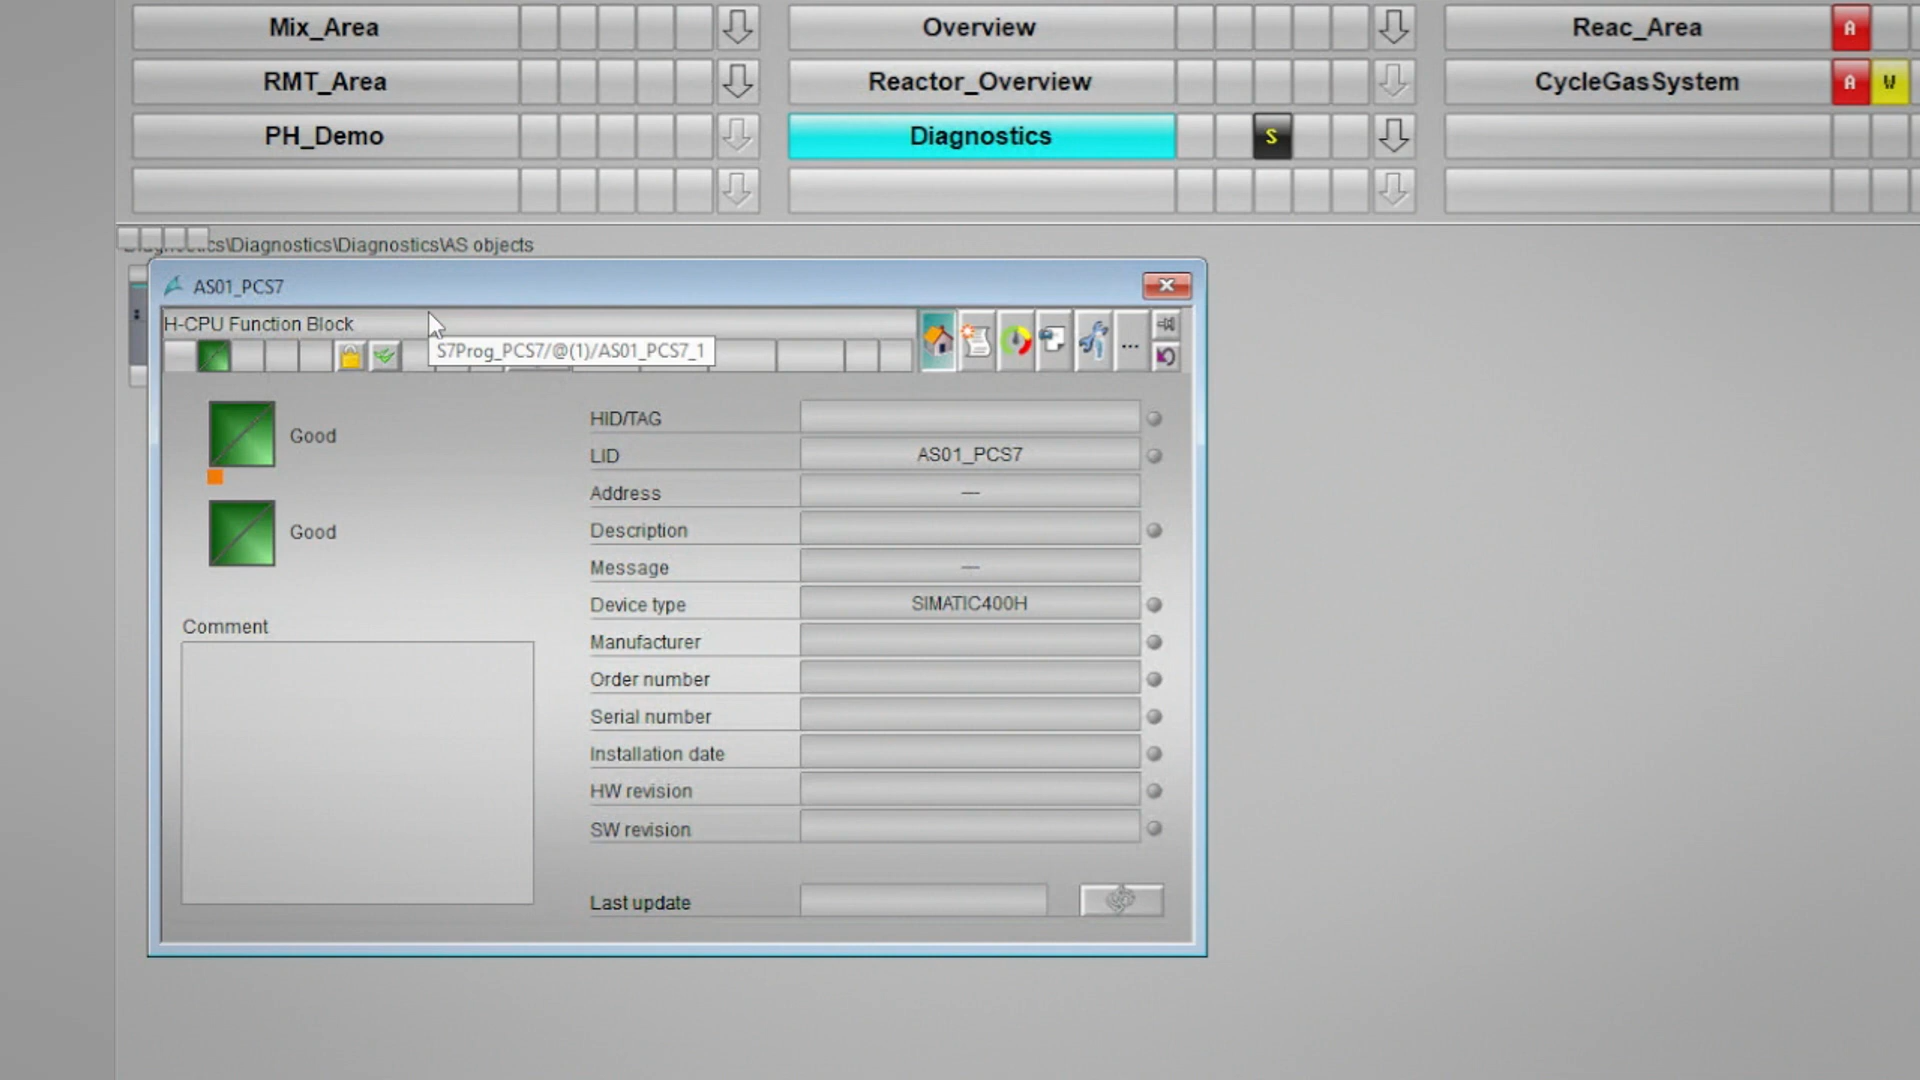 Mix_Area
Overview
Reac_Area
A
RMT_Area
Reactor_Overview
CycleGasSystem
A
W
PH_Demo
Diagnostics
S
\Diagnostics\Diagnostics\AS objects
AS01_PCS7
H-CPU Function Block
S7Prog_PCS7/@(1)/AS01_PCS7_1
...
Good
Good
Comment
HID/TAG
LID
AS01_PCS7
Address
---
Description
Message
---
Device type
SIMATIC400H
Manufacturer
Order number
Serial number
Installation date
HW revision
SW revision
Last update